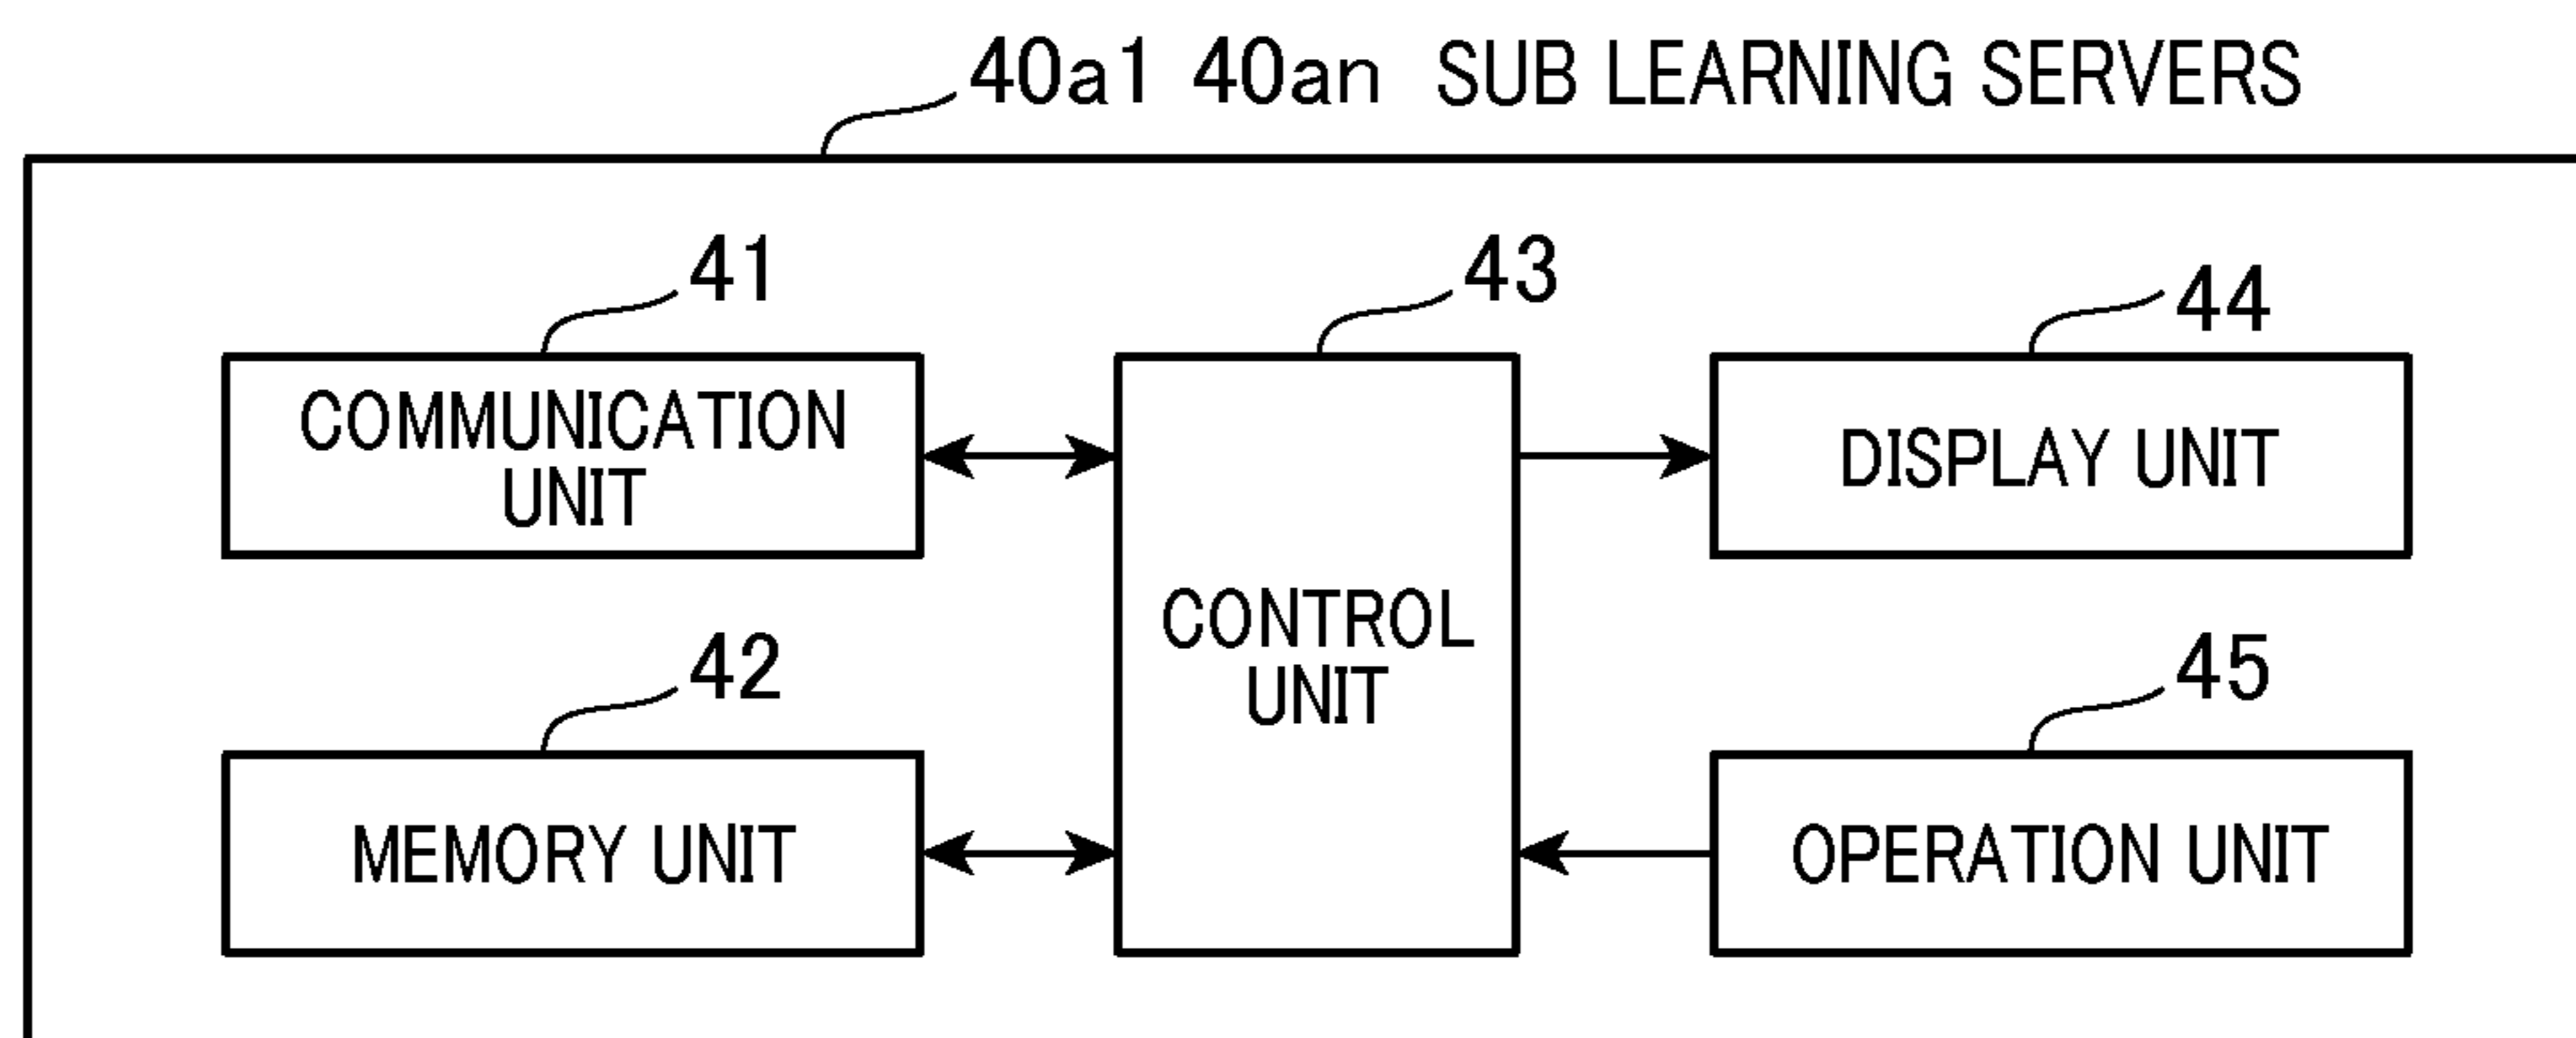 40a1 40an SUB LEARNING SERVERS
41
COMMUNICATION
UNIT
42
MEMORY UNIT
43
CONTROL
UNIT
44
DISPLAY UNIT
45
OPERATION UNIT